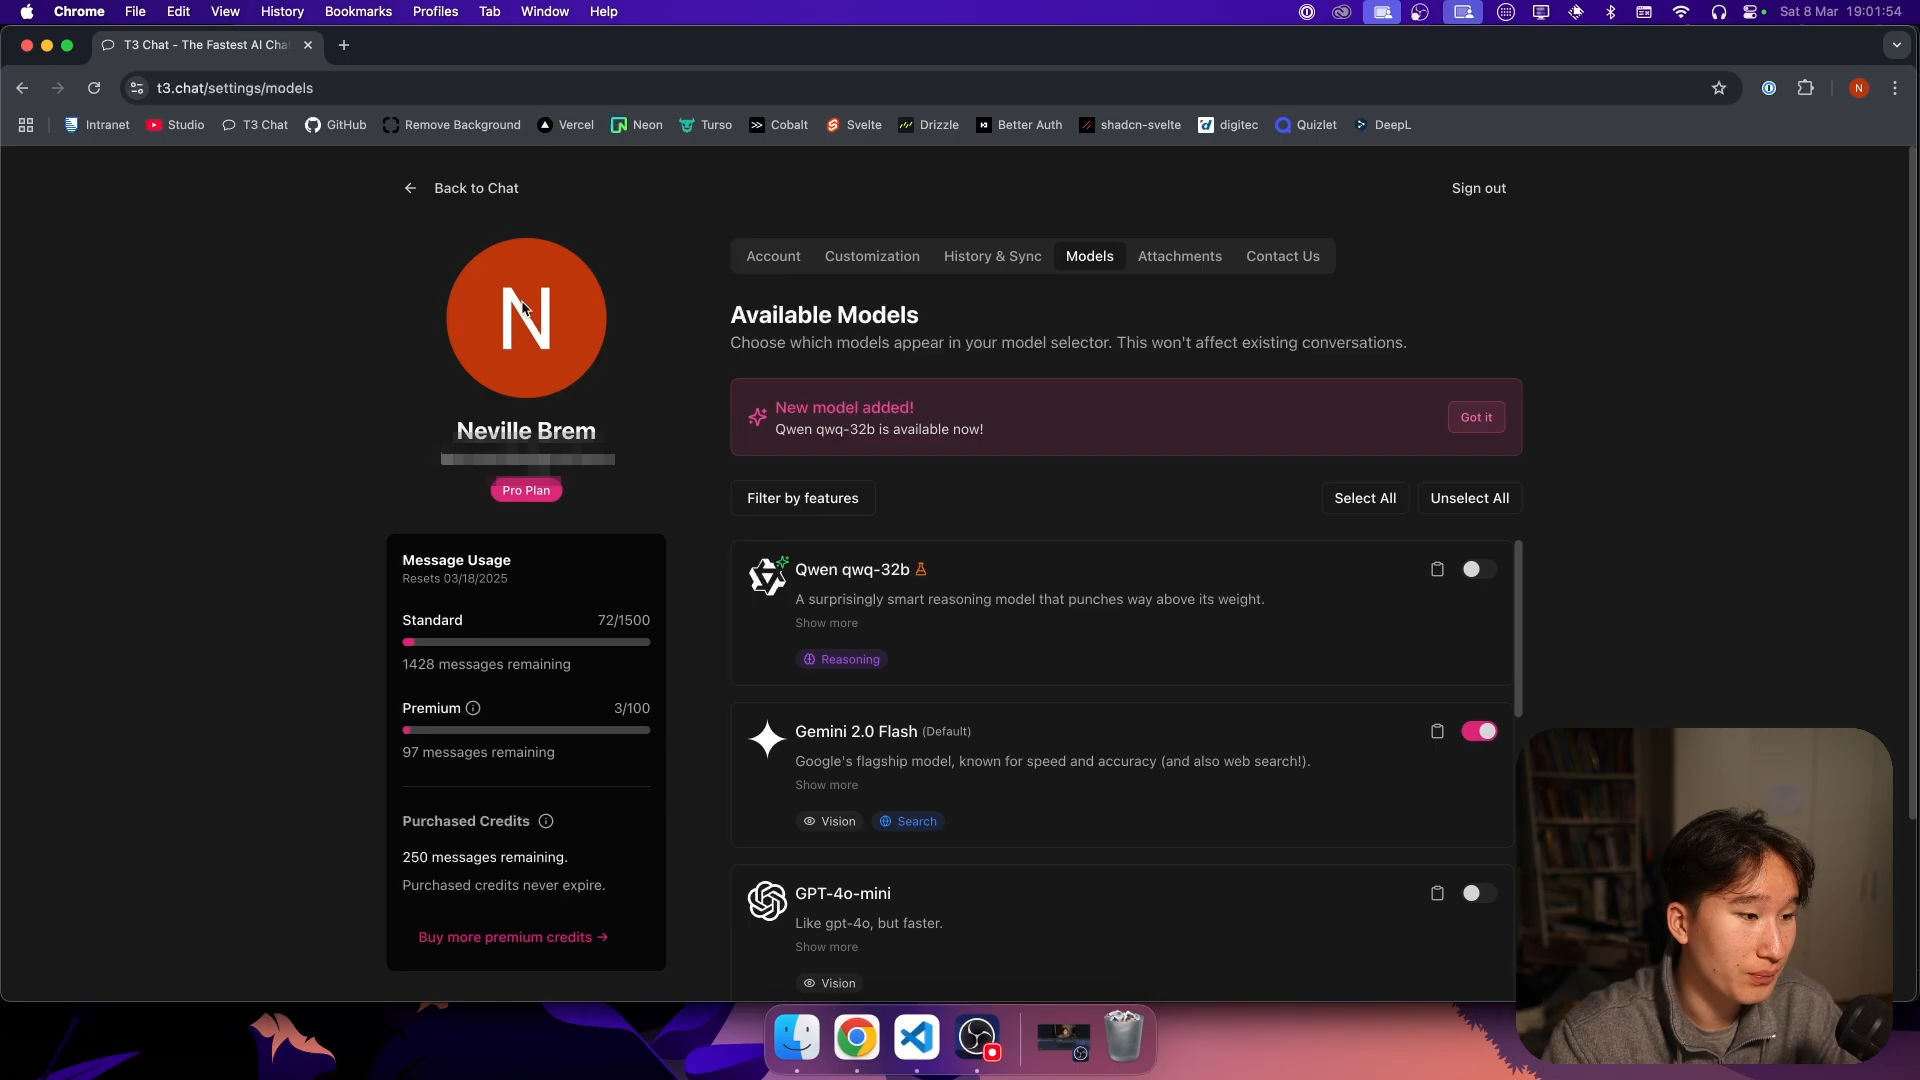 Chrome File Edit View History Bookmarks Profiles Tab Window Help Sat 8 Mar 19:01:54
T3 Chat - The Fastest AI Cha
t3.chat/settings/models N
Intranet Studio T3 Chat GitHub Remove Background Vercel Neon Turso Cobalt Svelte Drizzle Better Auth shadcn-svelte digitec Quizlet DeepL
Back to Chat
Sign out
N
Neville Brem
Pro Plan
Message Usage
Resets 03/18/2025
Standard 72/1500
1428 messages remaining
Premium 3/100
97 messages remaining
Purchased Credits
250 messages remaining.
Purchased credits never expire.
Buy more premium credits →
Account Customization History & Sync Models Attachments Contact Us
Available Models
Choose which models appear in your model selector. This won't affect existing conversations.
New model added!
Qwen qwq-32b is available now!
Got it
Filter by features
Select All Unselect All
Qwen qwq-32b
A surprisingly smart reasoning model that punches way above its weight.
Show more
Reasoning
Gemini 2.0 Flash (Default)
Google's flagship model, known for speed and accuracy (and also web search!).
Show more
Vision Search
GPT-4o-mini
Like gpt-4o, but faster.
Show more
Vision